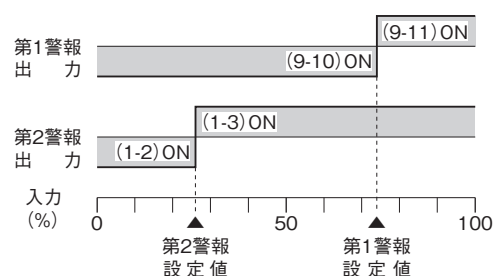 第1警報
出 力
(9-11)ON
(9-10)ON
第2警報
出 力
(1-3)ON
(1-2)ON
入力
(%)
0
50
100
第2警報
設 定 値
第1警報
設 定 値